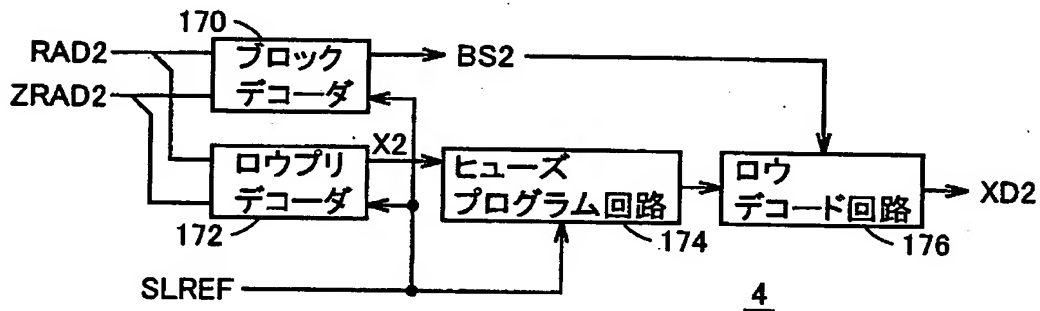 170
RAD2
ブロック
デコーダ
BS2
ZRAD2
ロウプリ
デコーダ
X2
ヒューズ
プログラム回路
ロウ
デコード回路
XD2
172
174
176
SLREF
4